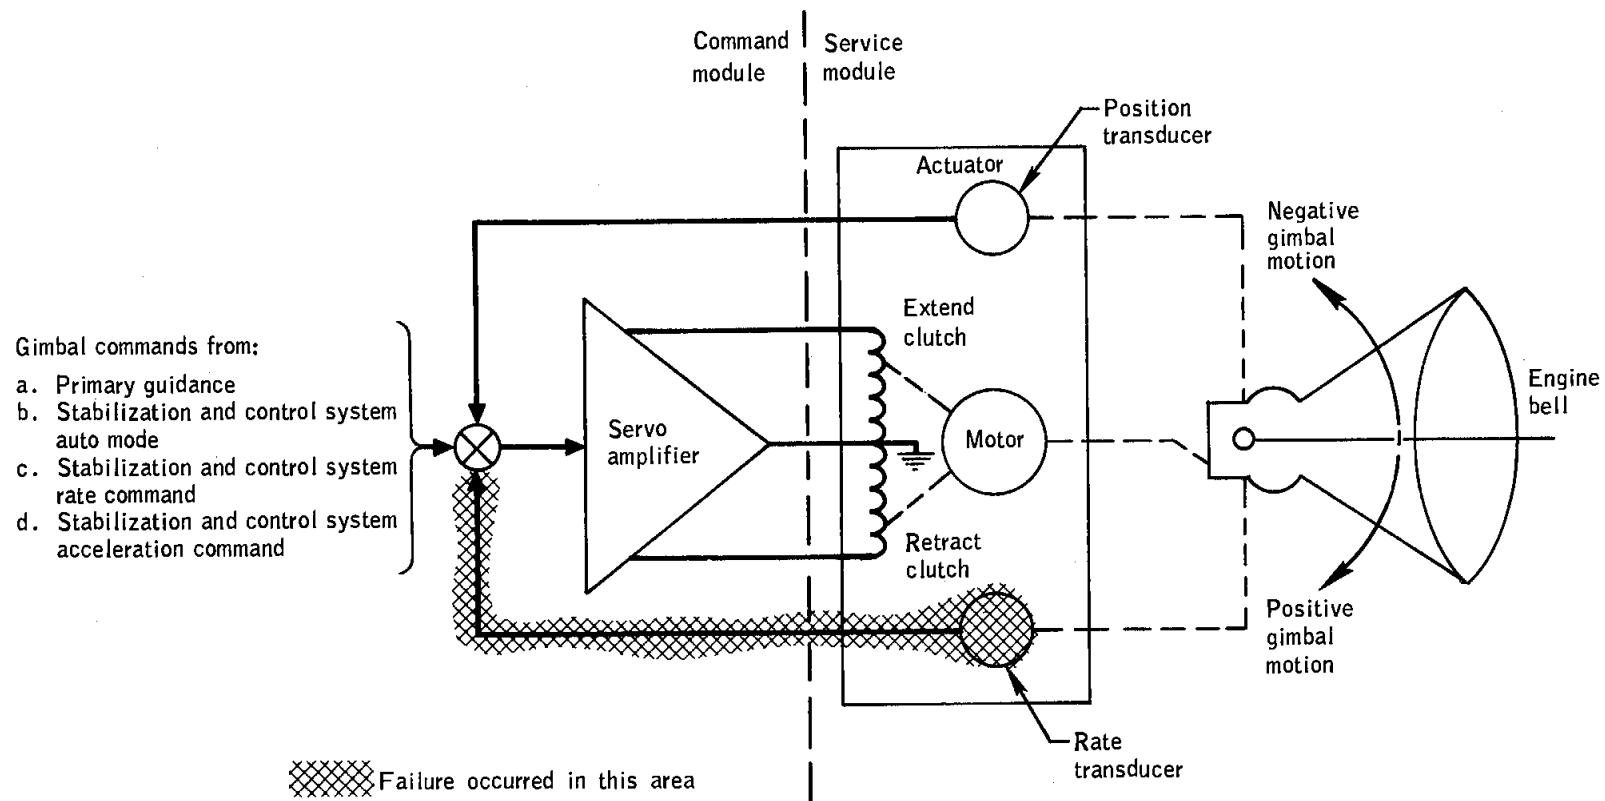 Command
module
Service
module
Position
transducer
Actuator
Negative
gimbal
motion
Extend
clutch
Gimbal commands from:
a. Primary guidance
b. Stabilization and control system
auto mode
c. Stabilization and control system
rate command
d. Stabilization and control system
acceleration command
Servo
amplifier
Motor
Engine
bell
Retract
clutch
Positive
gimbal
motion
Rate
transducer
Failure occurred in this area